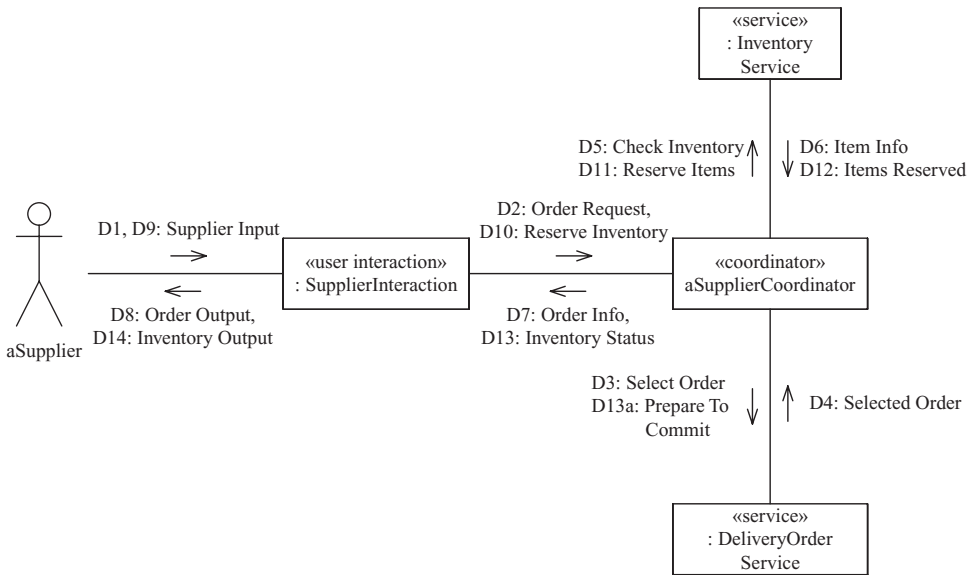 «service»
: Inventory
Service
D5: Check Inventory
D11: Reserve Items
D6: Item Info
D12: Items Reserved
D1, D9: Supplier Input
D2: Order Request,
D10: Reserve Inventory
«user interaction»
: SupplierInteraction
«coordinator»
aSupplierCoordinator
D8: Order Output,
D14: Inventory Output
D7: Order Info,
D13: Inventory Status
aSupplier
D3: Select Order
D13a: Prepare To
Commit
D4: Selected Order
«service»
: DeliveryOrder
Service